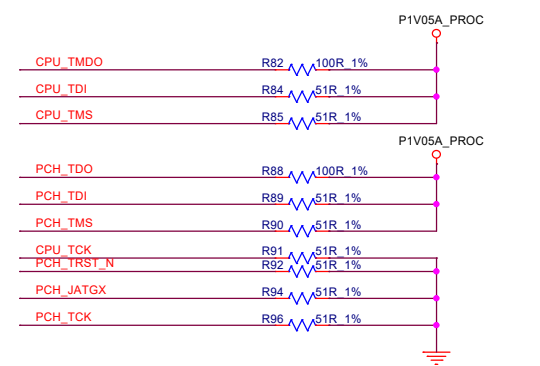 P1V05A_PROC
CPU_TMDO R82 100R_1%
CPU_TDI R84 51R_1%
CPU_TMS R85 51R_1%
P1V05A_PROC
PCH_TDO R88 100R_1%
PCH_TDI R89 51R_1%
PCH_TMS R90 51R_1%
CPU_TCK R91 51R_1%
PCH_TRST_N R92 51R_1%
PCH_JATGX R94 51R_1%
PCH_TCK R96 51R_1%